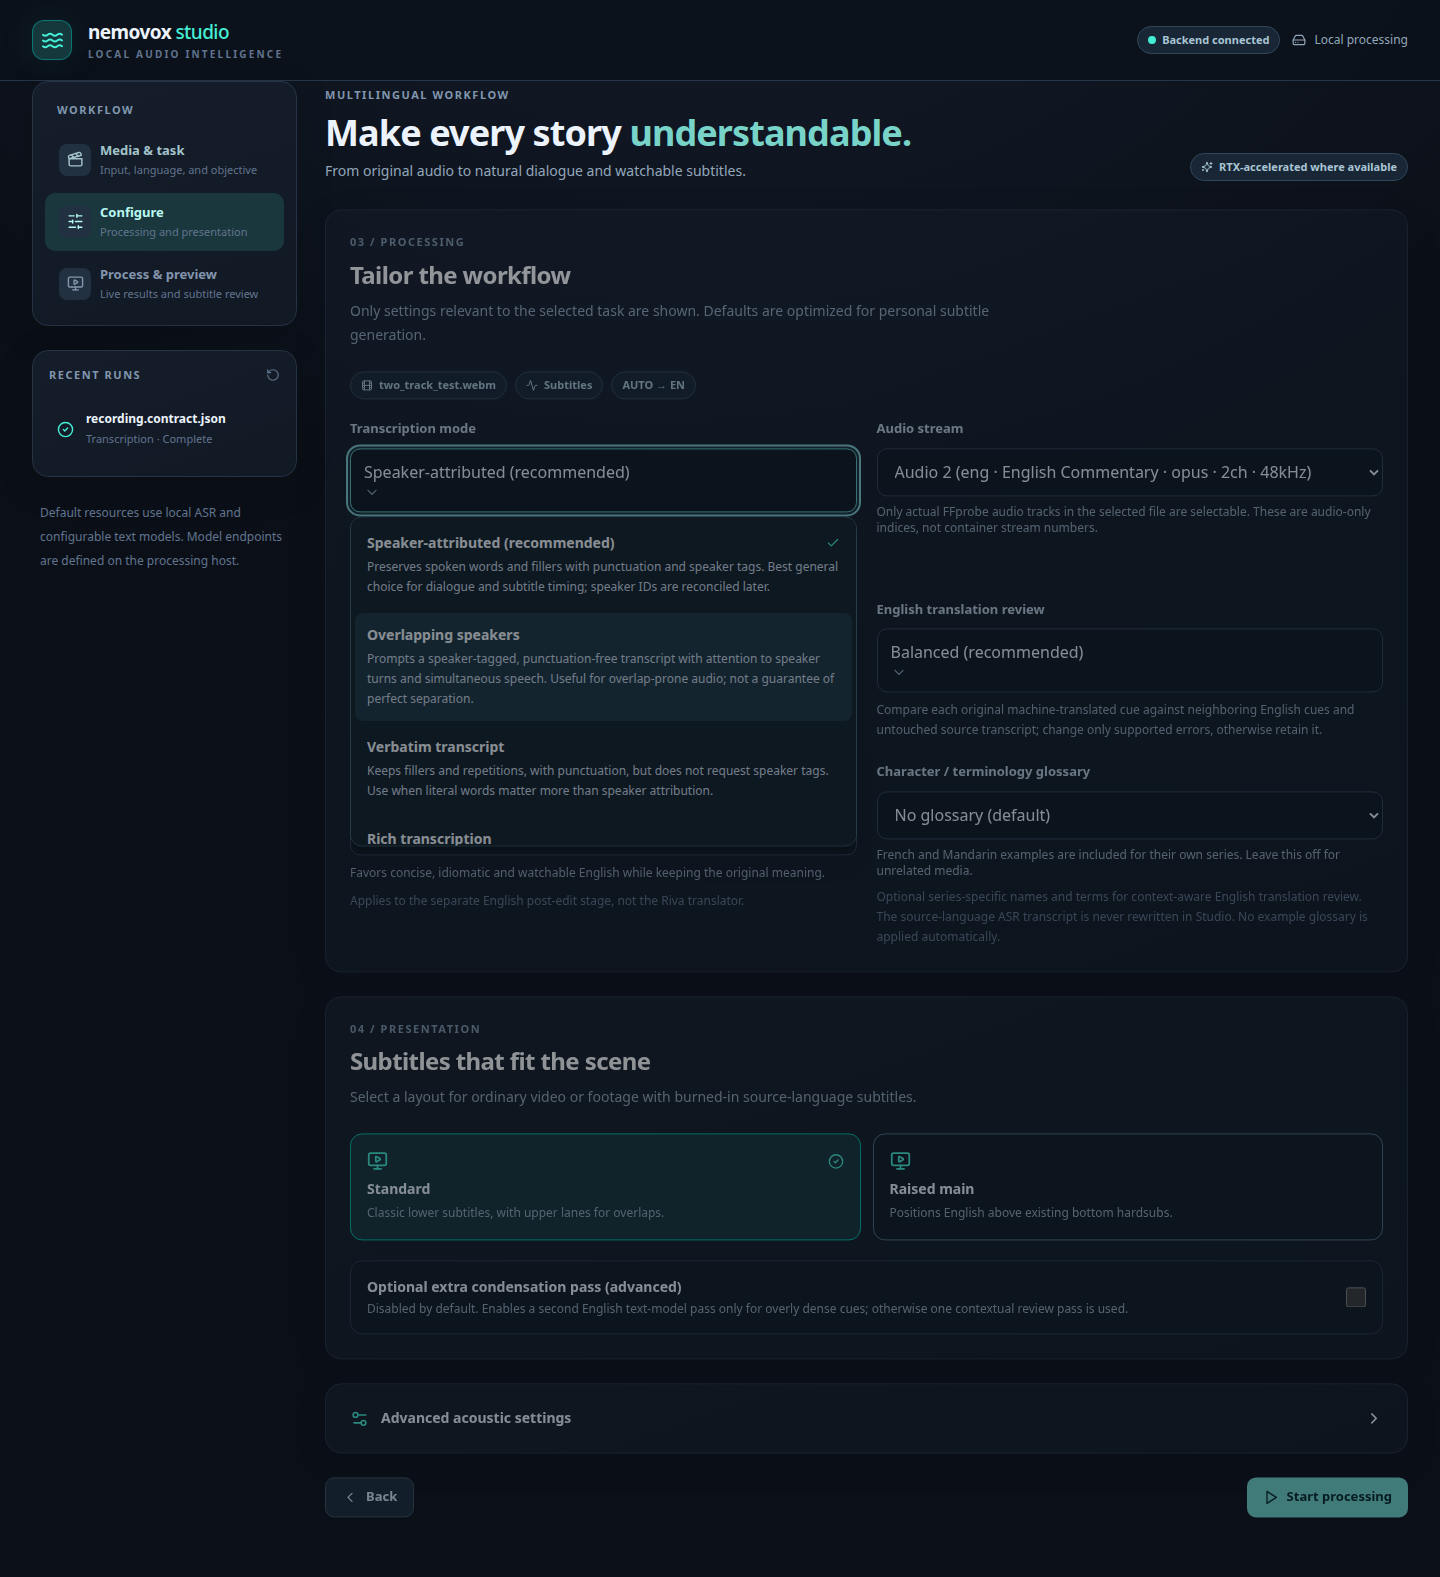 nemovox studio
LOCAL AUDIO INTELLIGENCE
Backend connected
Local processing
WORKFLOW
Media & task
Input, language, and objective
Configure
Processing and presentation
Process & preview
Live results and subtitle review
RECENT RUNS
recording.contract.json
Transcription · Complete
Default resources use local ASR and
configurable text models. Model endpoints
are defined on the processing host.
MULTILINGUAL WORKFLOW
Make every story understandable.
From original audio to natural dialogue and watchable subtitles.
RTX-accelerated where available
03 / PROCESSING
Tailor the workflow
Only settings relevant to the selected task are shown. Defaults are optimized for personal subtitle
generation.
two_track_test.webm
Subtitles
AUTO → EN
Transcription mode
Speaker-attributed (recommended)
Speaker-attributed (recommended)
Preserves spoken words and fillers with punctuation and speaker tags. Best general
choice for dialogue and subtitle timing; speaker IDs are reconciled later.
Overlapping speakers
Prompts a speaker-tagged, punctuation-free transcript with attention to speaker
turns and simultaneous speech. Useful for overlap-prone audio; not a guarantee of
perfect separation.
Verbatim transcript
Keeps fillers and repetitions, with punctuation, but does not request speaker tags.
Use when literal words matter more than speaker attribution.
Rich transcription
Favors concise, idiomatic and watchable English while keeping the original meaning.
Applies to the separate English post-edit stage, not the Riva translator.
Audio stream
Audio 2 (eng · English Commentary · opus · 2ch · 48kHz)
Only actual FFprobe audio tracks in the selected file are selectable. These are audio-only
indices, not container stream numbers.
English translation review
Balanced (recommended)
Compare each original machine-translated cue against neighboring English cues and
untouched source transcript; change only supported errors, otherwise retain it.
Character / terminology glossary
No glossary (default)
French and Mandarin examples are included for their own series. Leave this off for
unrelated media.
Optional series-specific names and terms for context-aware English translation review.
The source-language ASR transcript is never rewritten in Studio. No example glossary is
applied automatically.
04 / PRESENTATION
Subtitles that fit the scene
Select a layout for ordinary video or footage with burned-in source-language subtitles.
Standard
Classic lower subtitles, with upper lanes for overlaps.
Raised main
Positions English above existing bottom hardsubs.
Optional extra condensation pass (advanced)
Disabled by default. Enables a second English text-model pass only for overly dense cues; otherwise one contextual review pass is used.
Advanced acoustic settings
Back
Start processing